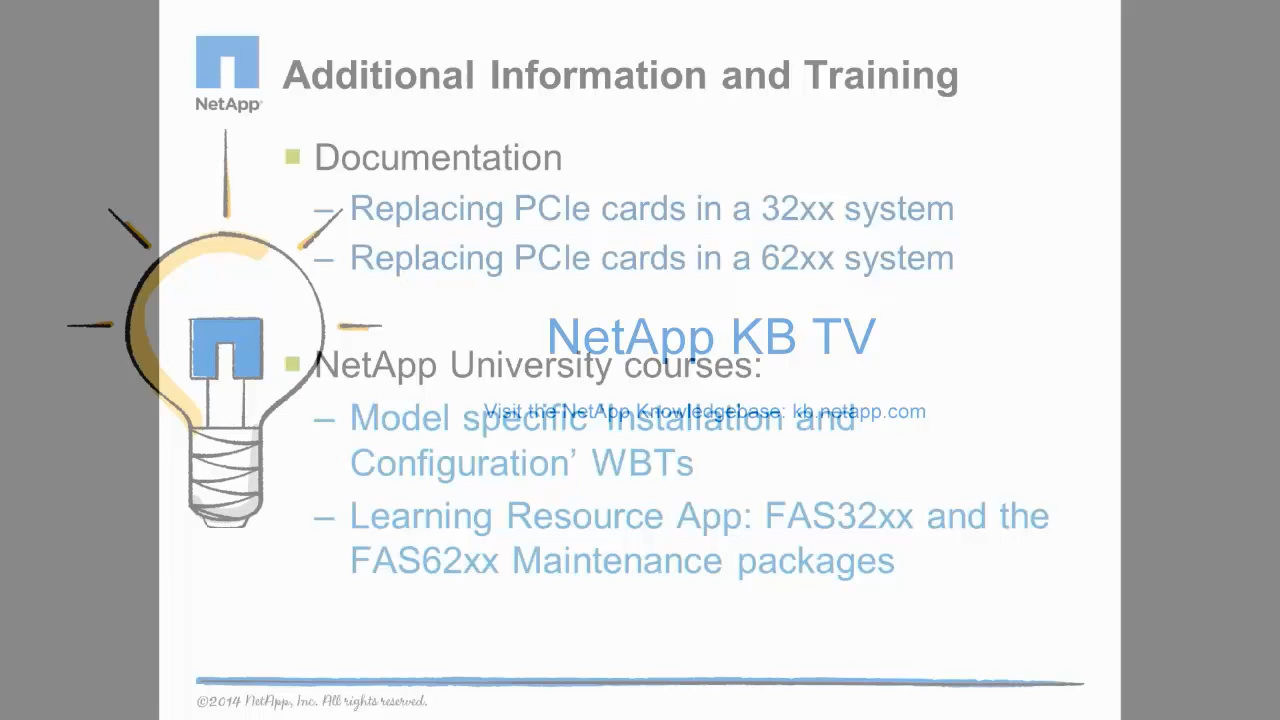 NetApp
Additional Information and Training
Documentation
– Replacing PCIe cards in a 32xx system
– Replacing PCIe cards in a 62xx system
NetApp KB TV
NetApp University courses:
Visit the NetApp Knowledgebase: kb.netapp.com
– Model specific 'Installation and
Configuration’ WBTs
– Learning Resource App: FAS32xx and the
FAS62xx Maintenance packages
©2014 NetApp, Inc. All rights reserved.